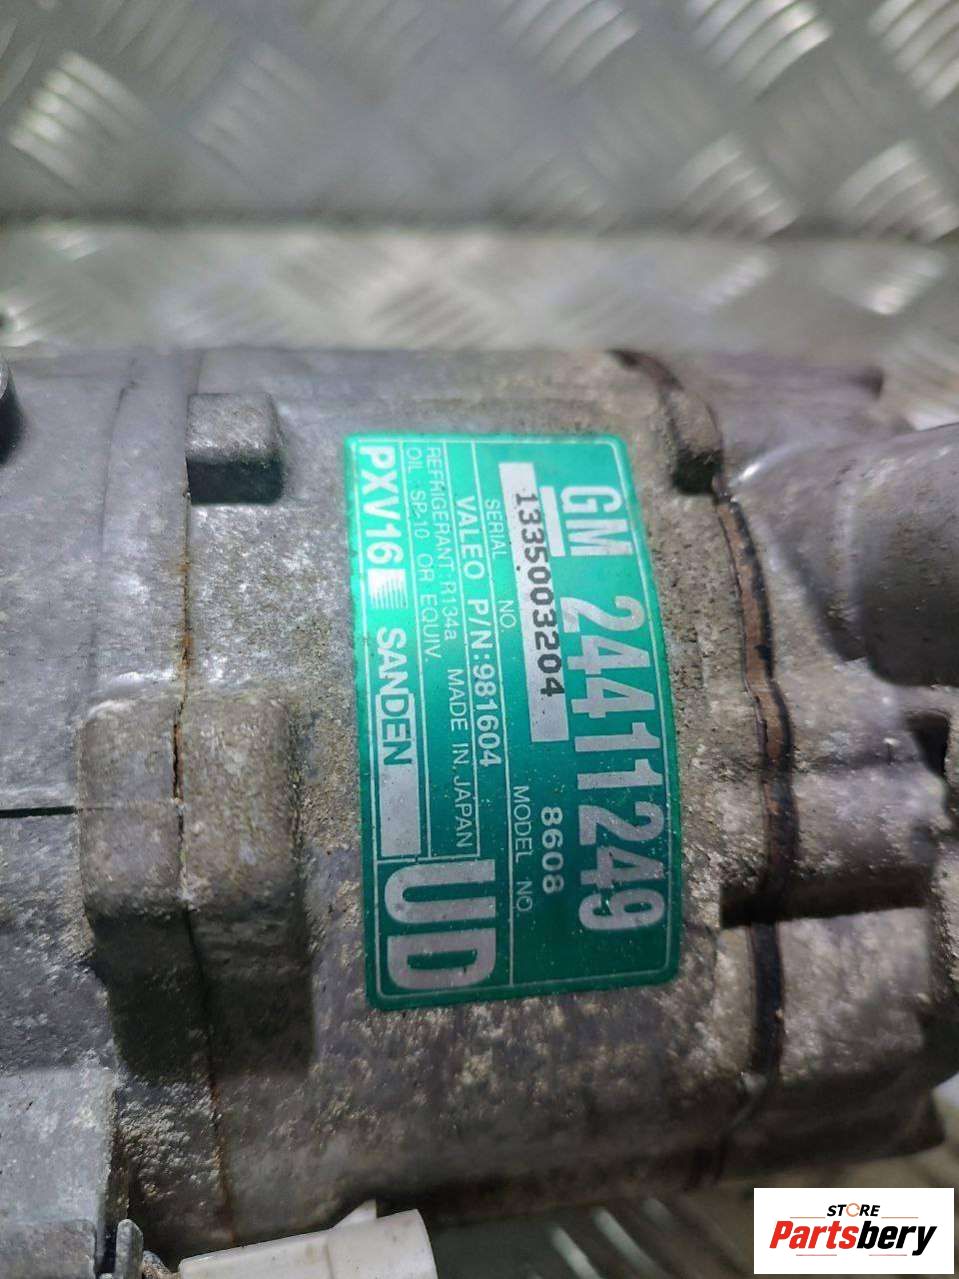 GM 24411249
1335003204 8608
SERIAL NO. MODEL NO.
VALEO P/N:981604
REFRIGERANT:R134a MADE IN JAPAN
OIL : SP-10 OR EQUIV.
PXV16 SANDEN
UD
STORE
Partsbery